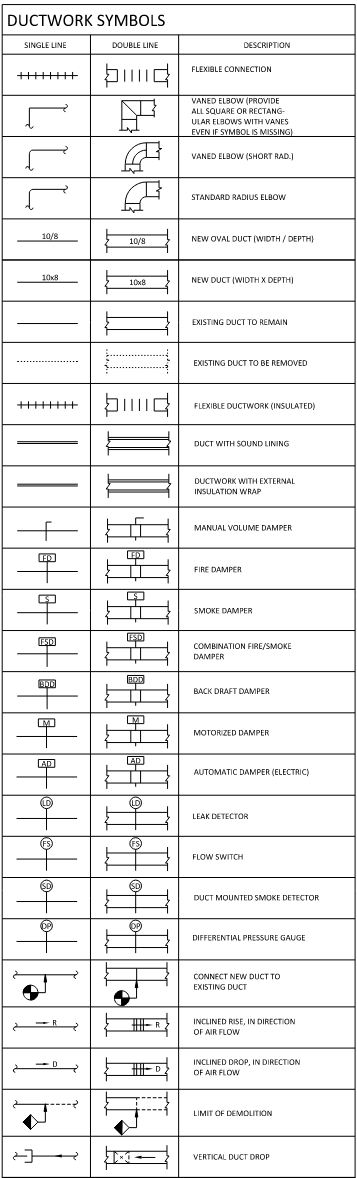 DUCTWORK SYMBOLS
SINGLE LINE DOUBLE LINE DESCRIPTION
FLEXIBLE CONNECTION
VANED ELBOW (PROVIDE
ALL SQUARE OR RECTANG-
ULAR ELBOWS WITH VANES
EVEN IF SYMBOL IS MISSING)
VANED ELBOW (SHORT RAD.)
STANDARD RADIUS ELBOW
10/8 10/8 NEW OVAL DUCT (WIDTH / DEPTH)
10x8 10x8 NEW DUCT (WIDTH X DEPTH)
EXISTING DUCT TO REMAIN
EXISTING DUCT TO BE REMOVED
FLEXIBLE DUCTWORK (INSULATED)
DUCT WITH SOUND LINING
DUCTWORK WITH EXTERNAL
INSULATION WRAP
MANUAL VOLUME DAMPER
FD FD FIRE DAMPER
S S SMOKE DAMPER
FSD FSD COMBINATION FIRE/SMOKE
DAMPER
BDD BDD BACK DRAFT DAMPER
M M MOTORIZED DAMPER
AD AD AUTOMATIC DAMPER (ELECTRIC)
LD LD LEAK DETECTOR
FS FS FLOW SWITCH
SD SD DUCT MOUNTED SMOKE DETECTOR
DP DP DIFFERENTIAL PRESSURE GAUGE
CONNECT NEW DUCT TO
EXISTING DUCT
R R INCLINED RISE, IN DIRECTION
OF AIR FLOW
D D INCLINED DROP, IN DIRECTION
OF AIR FLOW
LIMIT OF DEMOLITION
VERTICAL DUCT DROP